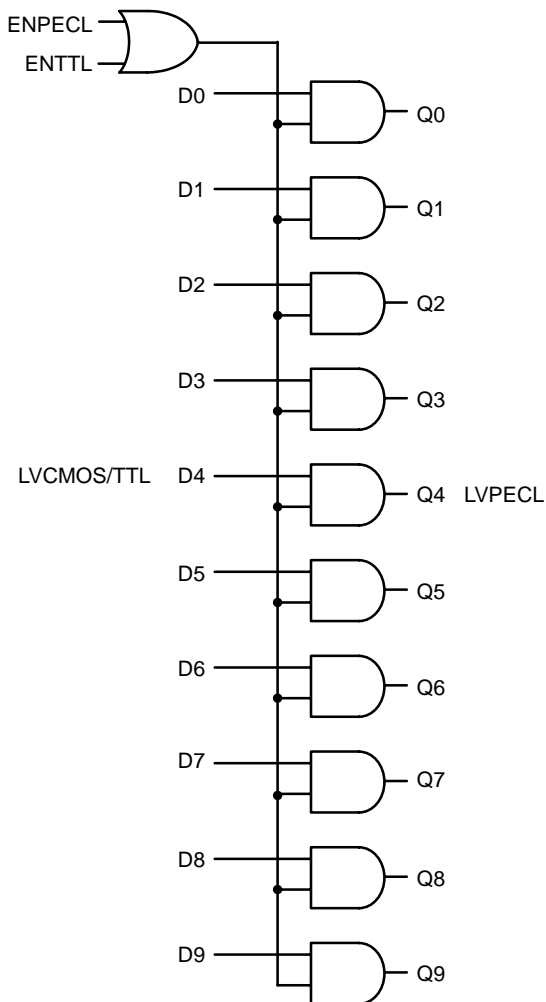 ENPECL
ENTTL
D0 Q0
D1 Q1
D2 Q2
D3 Q3
LVCMOS/TTL D4 Q4 LVPECL
D5 Q5
D6 Q6
D7 Q7
D8 Q8
D9 Q9